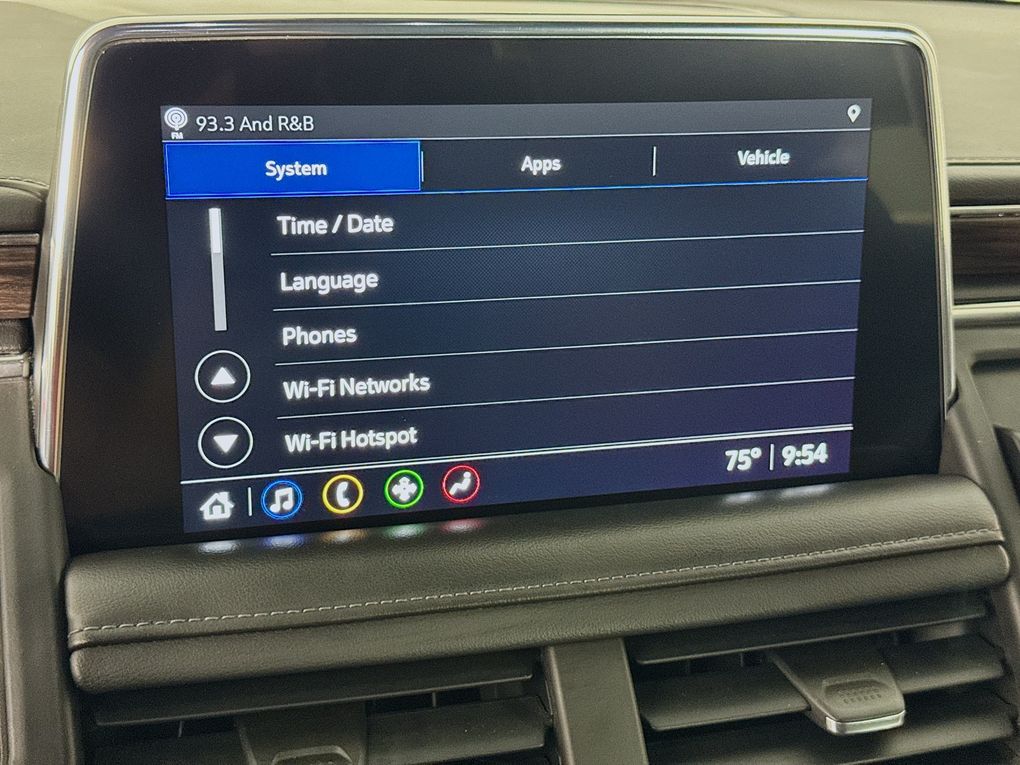 FM
93.3 And R&B
System
Apps
Vehicle
Time / Date
Language
Phones
Wi-Fi Networks
Wi-Fi Hotspot
75° | 9:54